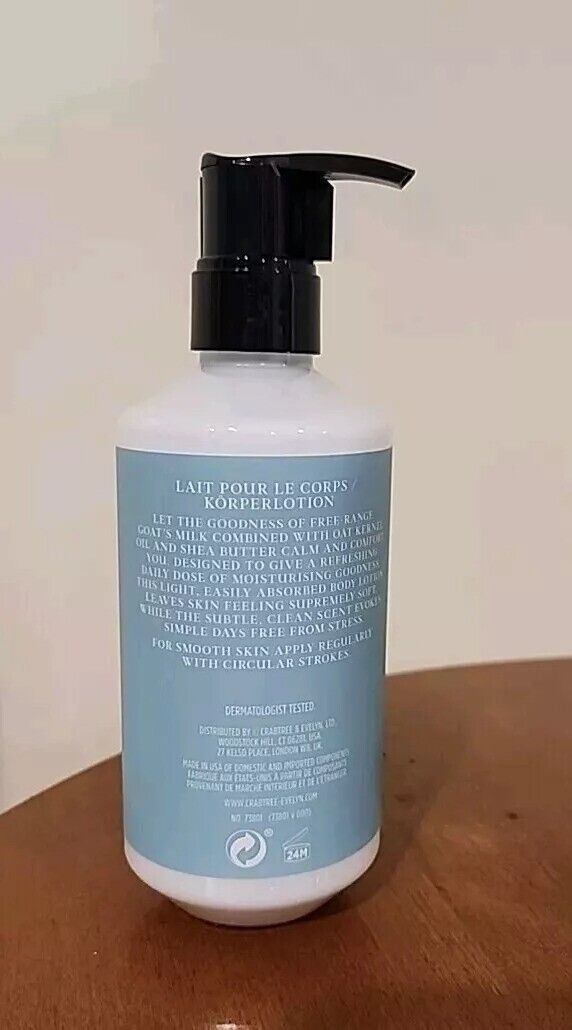 LAIT POUR LE CORPS /
KÖRPERLOTION
LET THE GOODNESS OF FREE-RANGE
GOAT'S MILK COMBINED WITH OAT KERNEL
OIL AND SHEA BUTTER CALM AND COMFORT
YOU. DESIGNED TO GIVE A REFRESHING
DAILY DOSE OF MOISTURISING GOODNESS,
THIS LIGHT, EASILY ABSORBED BODY LOTION
LEAVES SKIN FEELING SUPREMELY SOFT,
WHILE THE SUBTLE, CLEAN SCENT EVOKES
SIMPLE DAYS FREE FROM STRESS.
FOR SMOOTH SKIN APPLY REGULARLY
WITH CIRCULAR STROKES.
DERMATOLOGIST TESTED.
DISTRIBUTED BY © CRABTREE & EVELYN, LTD.
WOODSTOCK HILL, CT 06281, USA.
27 KELSO PLACE, LONDON W8, UK.
MADE IN USA OF DOMESTIC AND IMPORTED COMPONENTS
FABRIQUÉ AUX ÉTATS-UNIS À PARTIR DE COMPOSANTS
PROVENANT DE MARCHÉ INTÉRIEUR ET DE L'ÉTRANGER
WWW.CRABTREE-EVELYN.COM
NO. 73801 (73801 V 000)
®
24M